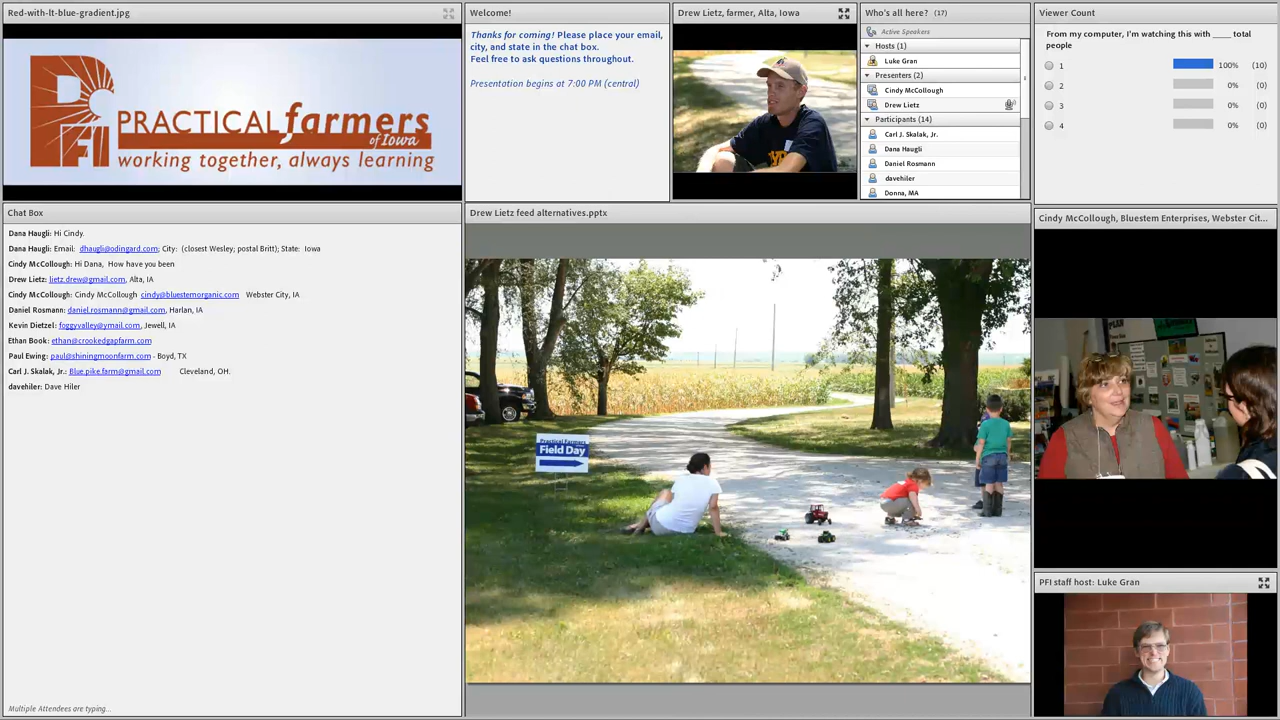 Red-with-lt-blue-gradient.jpg
PFI
PRACTICAL farmers
of Iowa
working together, always learning
Welcome!
Thanks for coming! Please place your email,
city, and state in the chat box.
Feel free to ask questions throughout.
Presentation begins at 7:00 PM (central)
Drew Lietz, farmer, Alta, Iowa
Who's all here? (17)
Active Speakers
Hosts (1)
Luke Gran
Presenters (2)
Cindy McCollough
Drew Lietz
Participants (14)
Carl J. Skalak, Jr.
Dana Haugli
Daniel Rosmann
davehiler
Donna, MA
Viewer Count
From my computer, I'm watching this with ____ total
people
1 100% (10)
2 0% (0)
3 0% (0)
4 0% (0)
Chat Box
Dana Haugli: Hi Cindy.
Dana Haugli: Email: dhaugli@odingard.com; City: (closest Wesley; postal Britt); State: Iowa
Cindy McCollough: Hi Dana, How have you been
Drew Lietz: lietz.drew@gmail.com, Alta, IA
Cindy McCollough: Cindy McCollough cindy@bluestemorganic.com Webster City, IA
Daniel Rosmann: daniel.rosmann@gmail.com, Harlan, IA
Kevin Dietzel: foggyvalley@ymail.com, Jewell, IA
Ethan Book: ethan@crookedgapfarm.com
Paul Ewing: paul@shiningmoonfarm.com - Boyd, TX
Carl J. Skalak, Jr.: Blue.pike.farm@gmail.com Cleveland, OH.
davehiler: Dave Hiler
Multiple Attendees are typing...
Drew Lietz feed alternatives.pptx
Practical Farmers
Field Day
Cindy McCollough, Bluestem Enterprises, Webster Cit...
PLAN
PFI staff host: Luke Gran